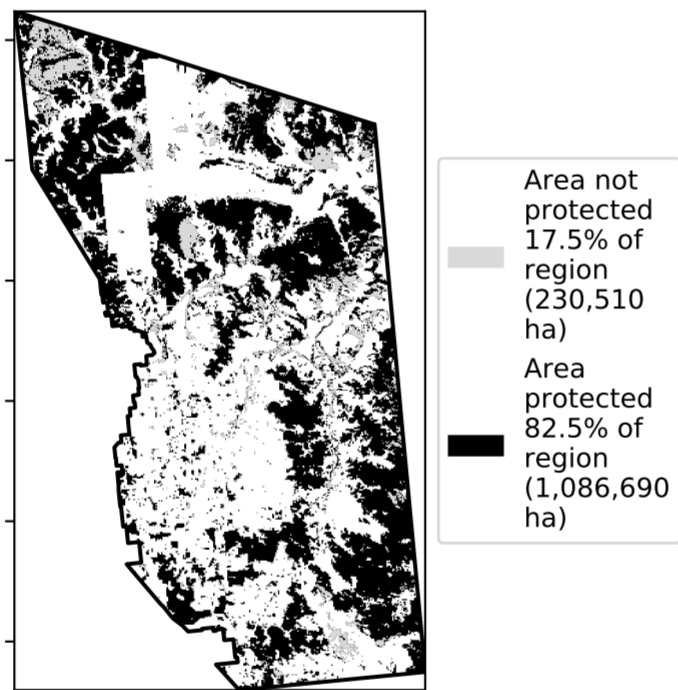 Area not
protected
17.5% of
region
(230,510
ha)
Area
protected
82.5% of
region
(1,086,690
ha)